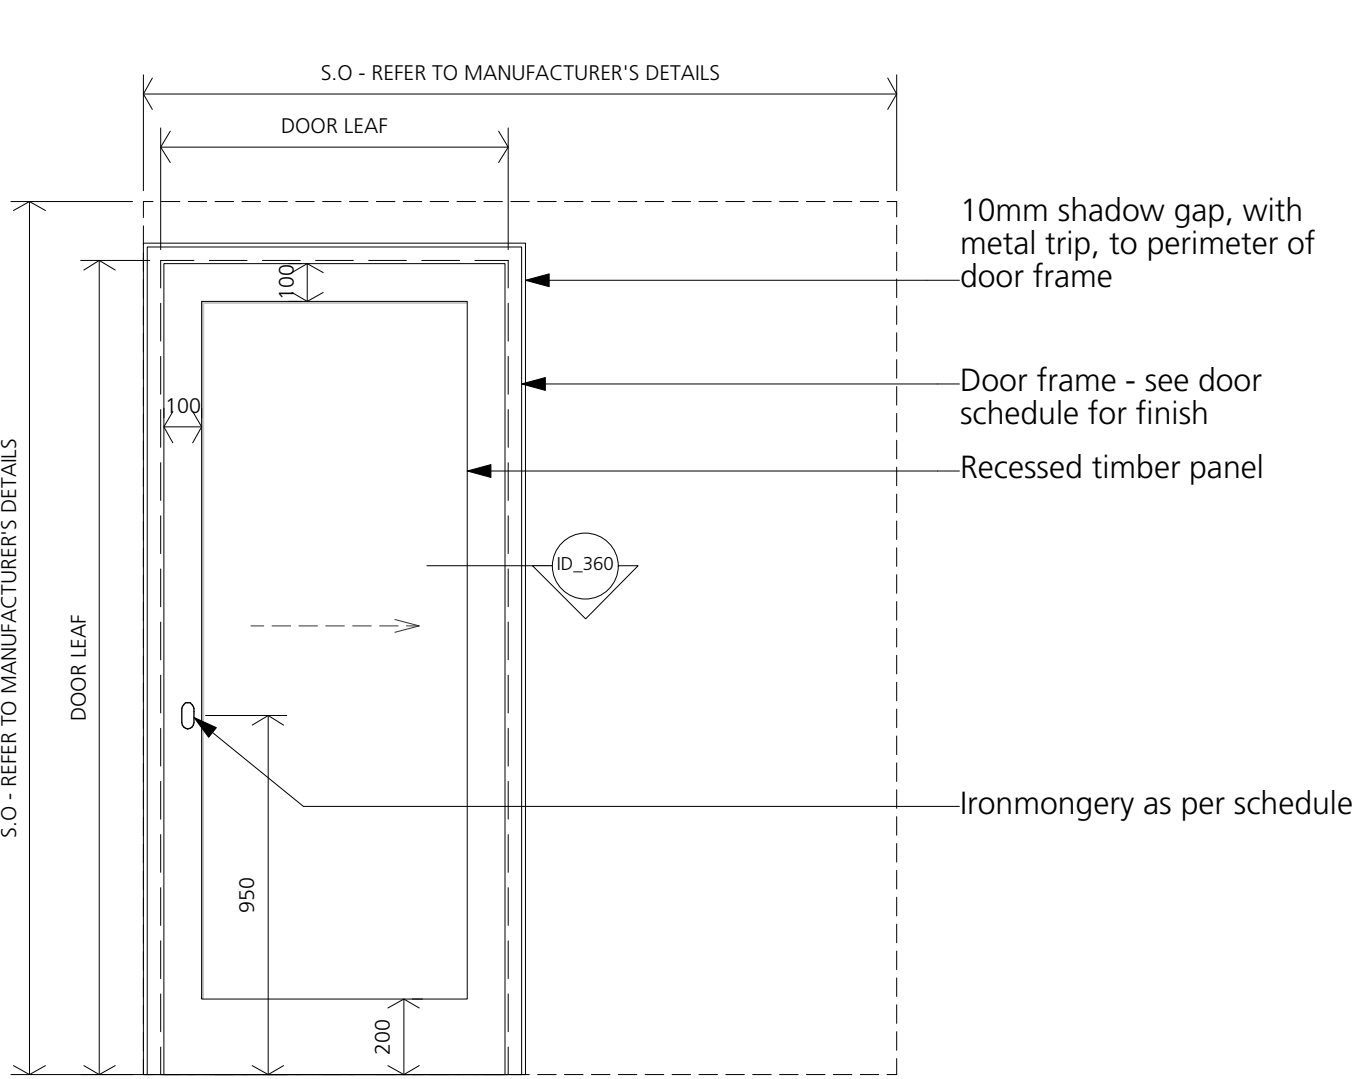 S.O - REFER TO MANUFACTURER'S DETAILS
DOOR LEAF
10mm shadow gap, with
metal trip, to perimeter of
door frame
100
Door frame - see door
schedule for finish
100
Recessed timber panel
S.O - REFER TO MANUFACTURER'S DETAILS
DOOR LEAF
ID_360
Ironmongery as per schedule
950
200